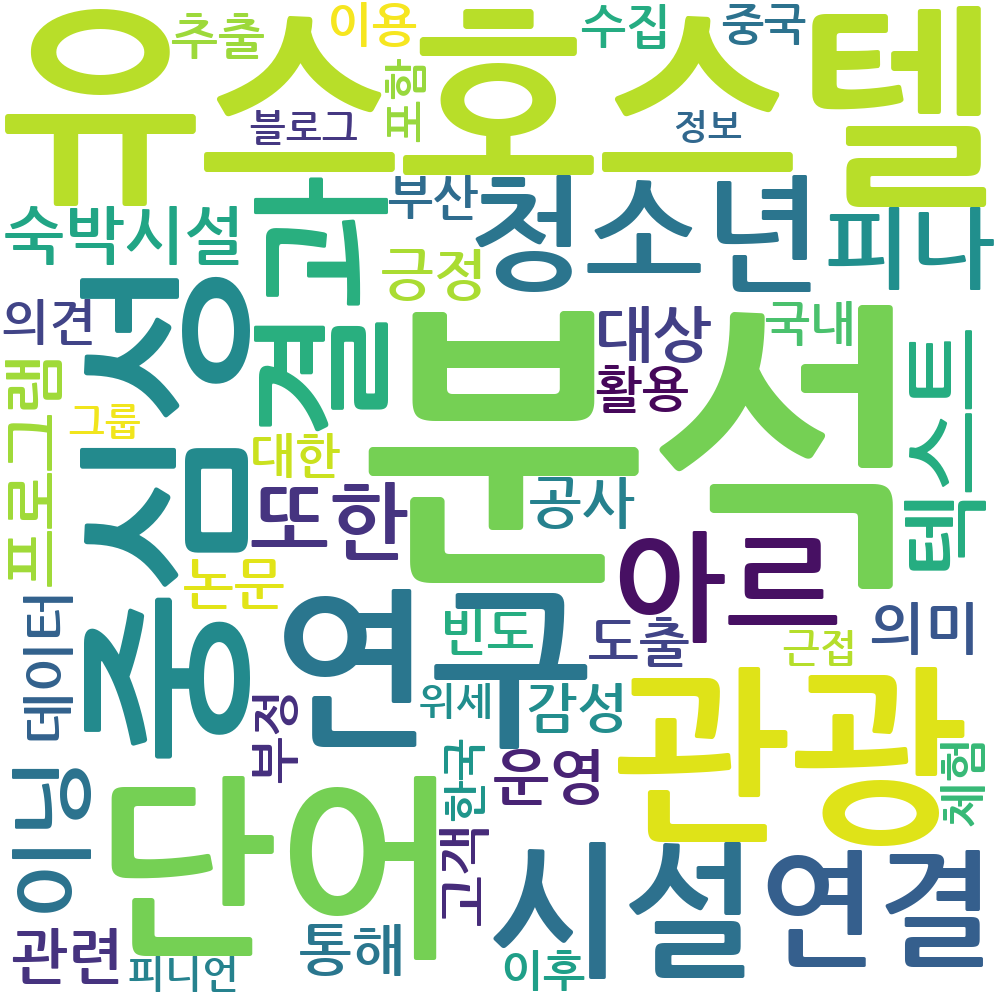 유스호스텔
추출
이용
수집
중국
포함
블로그
정보
숙박시설
결과
부산
청소년
피나
긍정
의견
중심성
분석
대상
국내
활용
텍스트
프로그램
그룹
대한
또한
공사
아르
논문
연구
빈도
도출
의미
근접
데이터
부정
위세
감성
관광
이닝
단어
한국
운영
체험
고객
시설
연결
관련
피니언
통해
이후